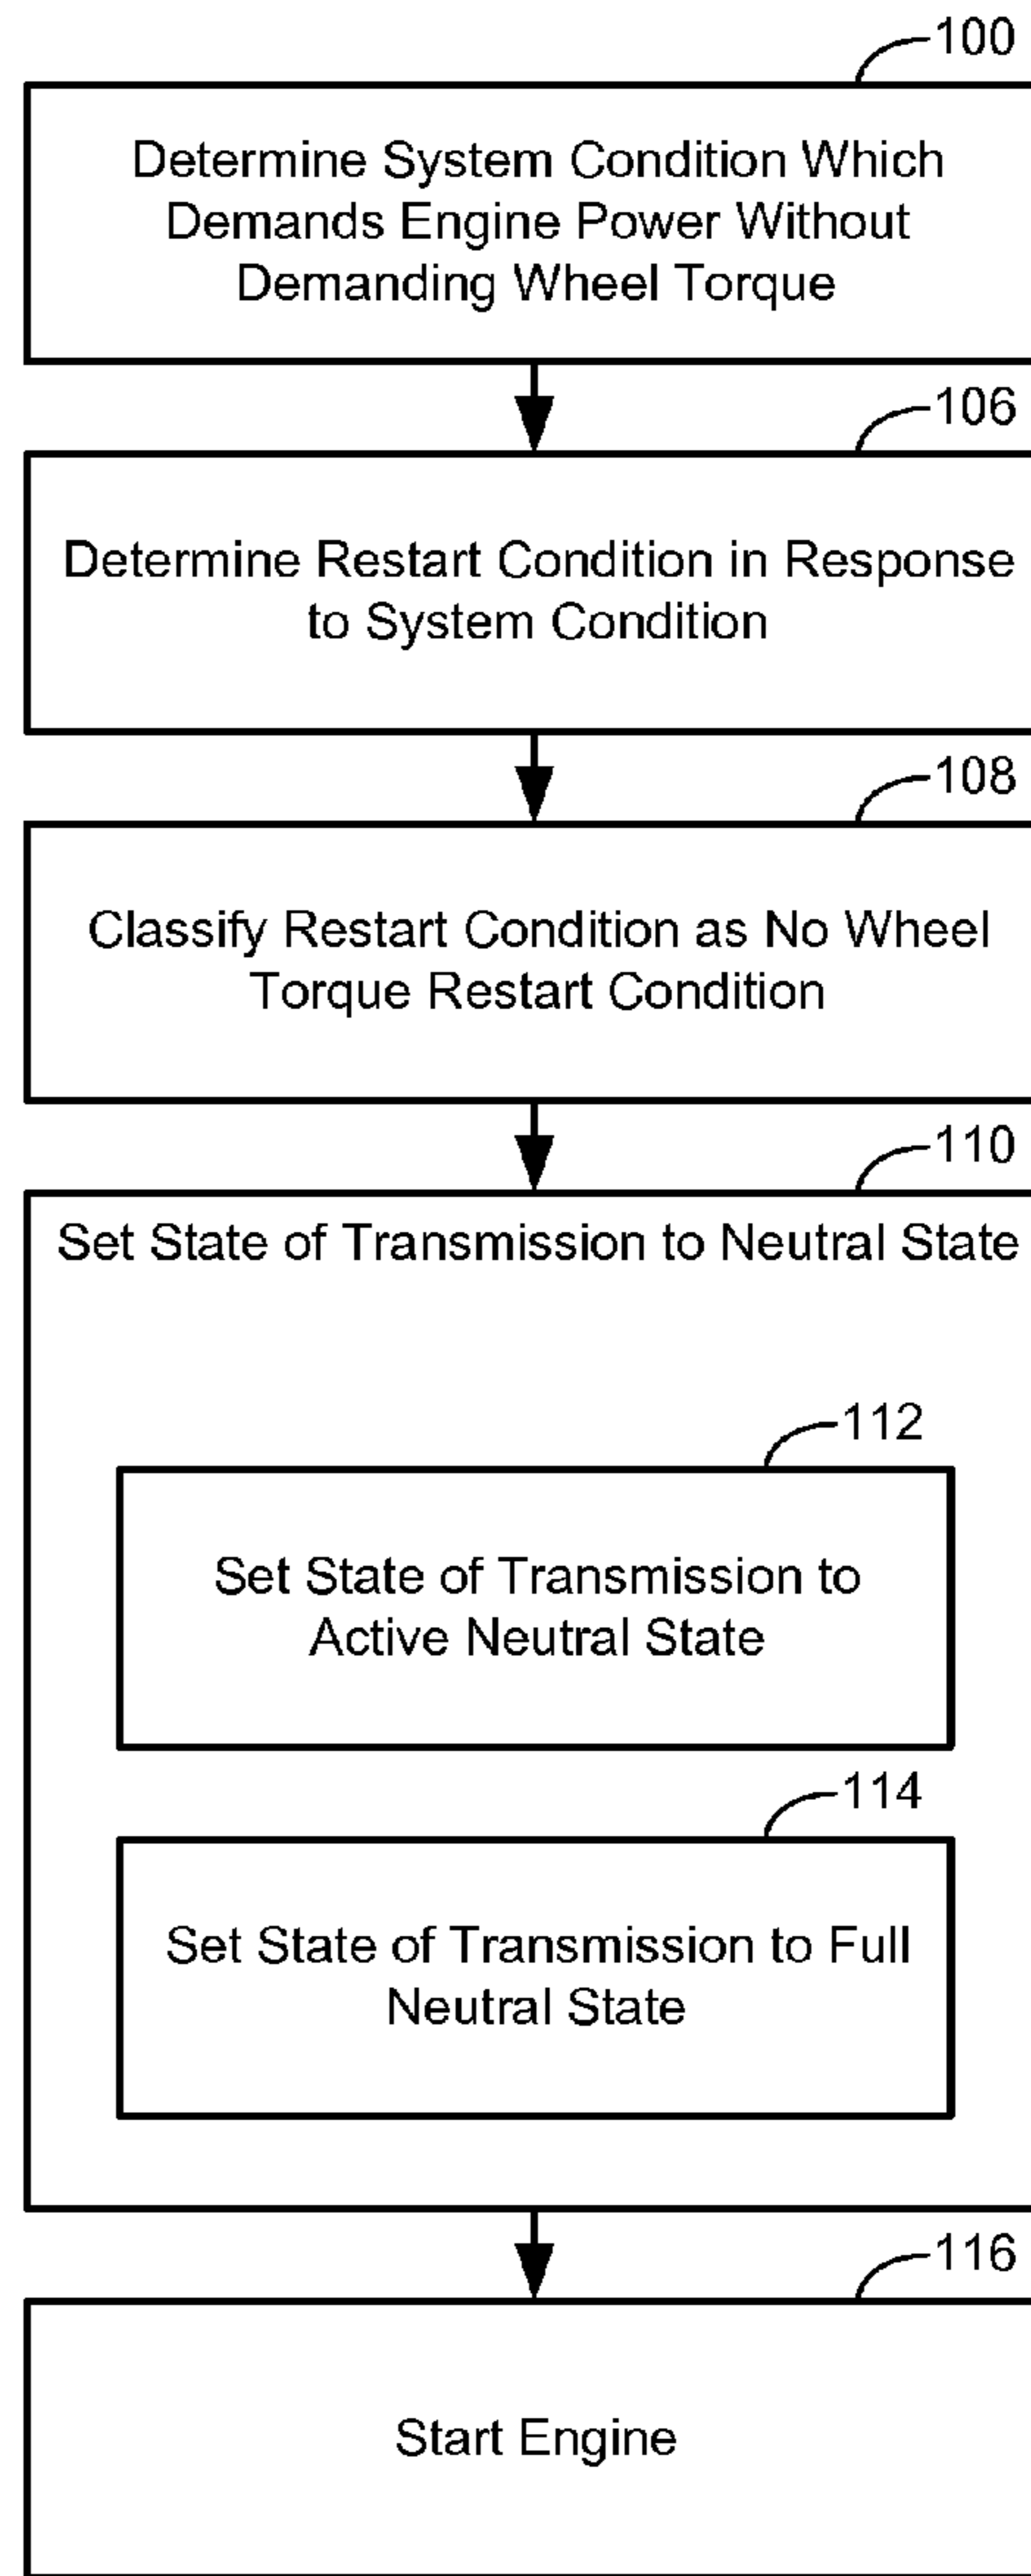 100
Determine System Condition Which
Demands Engine Power Without
Demanding Wheel Torque
106
Determine Restart Condition in Response
to System Condition
108
Classify Restart Condition as No Wheel
Torque Restart Condition
110
Set State of Transmission to Neutral State
112
Set State of Transmission to
Active Neutral State
114
Set State of Transmission to Full
Neutral State
116
Start Engine